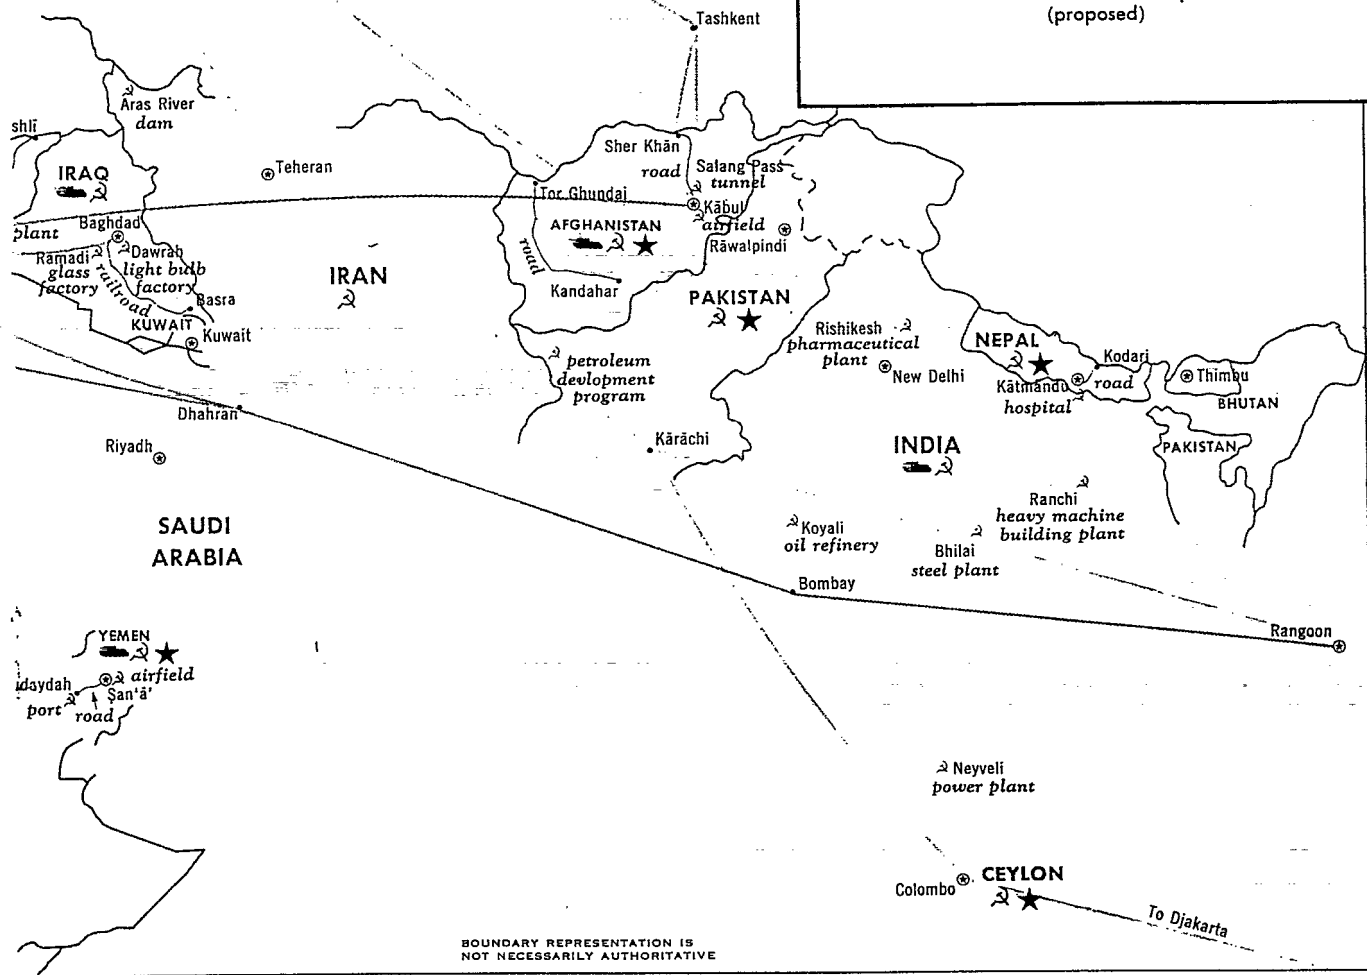 (proposed)
Tashkent
Aras River
dam
shlī
IRAQ
Teheran
Sher Khān
road
Salang Pass
tunnel
Tor Ghundai
Kābul
airfield
plant
Baghdad
AFGHANISTAN
Rāwalpindi
Ramadi
glass
factory
Dawrah
light bulb
factory
railroad
road
IRAN
Kandahar
PAKISTAN
Basra
KUWAIT
Kuwait
Rishikesh
pharmaceutical
plant
NEPAL
Kodari
petroleum
devlopment
program
New Delhi
Kātmāndu
road
hospital
Thimbu
BHUTAN
Dhahran
Riyadh
Kārāchi
INDIA
PAKISTAN
Ranchi
heavy machine
building plant
SAUDI
ARABIA
Koyali
oil refinery
Bhilai
steel plant
Bombay
Rangoon
YEMEN
airfield
idaydah
port
road
Şan'ā'
Neyveli
power plant
CEYLON
Colombo
To Djakarta
BOUNDARY REPRESENTATION IS
NOT NECESSARILY AUTHORITATIVE